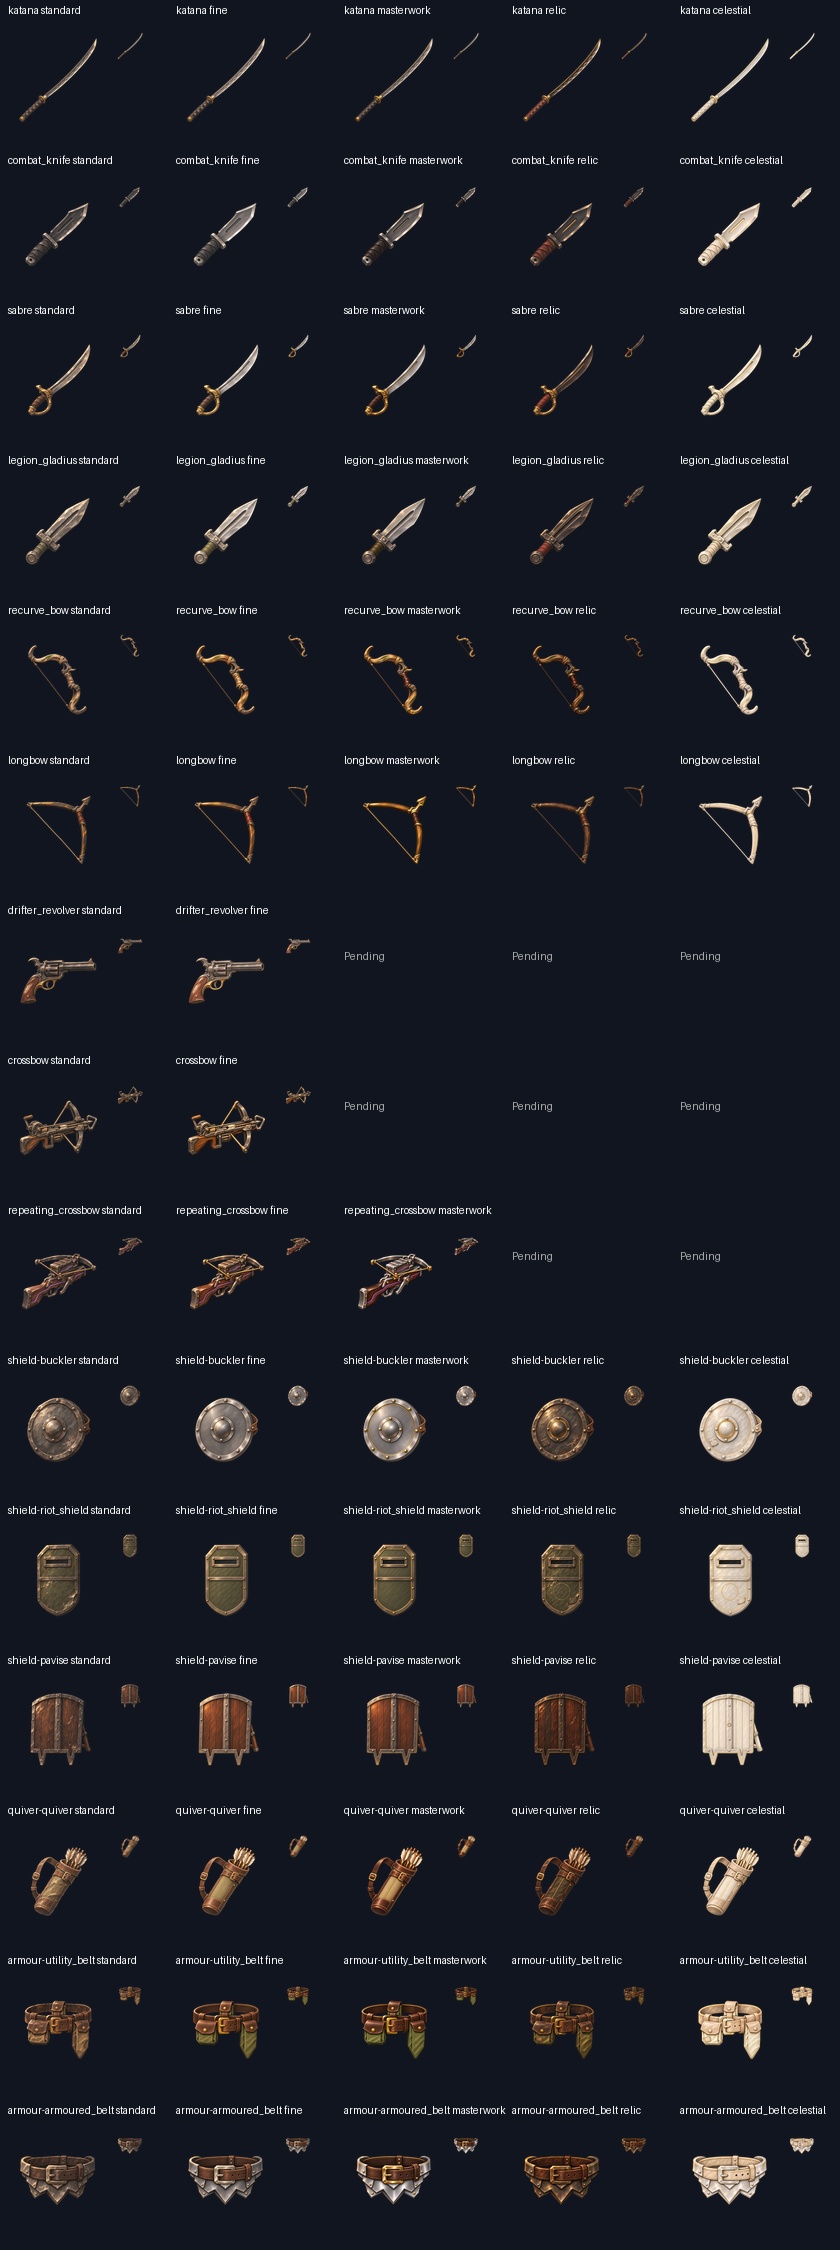 katana standard katana fine katana masterwork katana relic katana celestial
combat_knife standard combat_knife fine combat_knife masterwork combat_knife relic combat_knife celestial
sabre standard sabre fine sabre masterwork sabre relic sabre celestial
legion_gladius standard legion_gladius fine legion_gladius masterwork legion_gladius relic legion_gladius celestial
recurve_bow standard recurve_bow fine recurve_bow masterwork recurve_bow relic recurve_bow celestial
longbow standard longbow fine longbow masterwork longbow relic longbow celestial
drifter_revolver standard drifter_revolver fine
Pending Pending Pending
crossbow standard crossbow fine
Pending Pending Pending
repeating_crossbow standard repeating_crossbow fine repeating_crossbow masterwork
Pending Pending
shield-buckler standard shield-buckler fine shield-buckler masterwork shield-buckler relic shield-buckler celestial
shield-riot_shield standard shield-riot_shield fine shield-riot_shield masterwork shield-riot_shield relic shield-riot_shield celestial
shield-pavise standard shield-pavise fine shield-pavise masterwork shield-pavise relic shield-pavise celestial
quiver-quiver standard quiver-quiver fine quiver-quiver masterwork quiver-quiver relic quiver-quiver celestial
armour-utility_belt standard armour-utility_belt fine armour-utility_belt masterwork armour-utility_belt relic armour-utility_belt celestial
armour-armoured_belt standard armour-armoured_belt fine armour-armoured_belt masterwork armour-armoured_belt relic armour-armoured_belt celestial